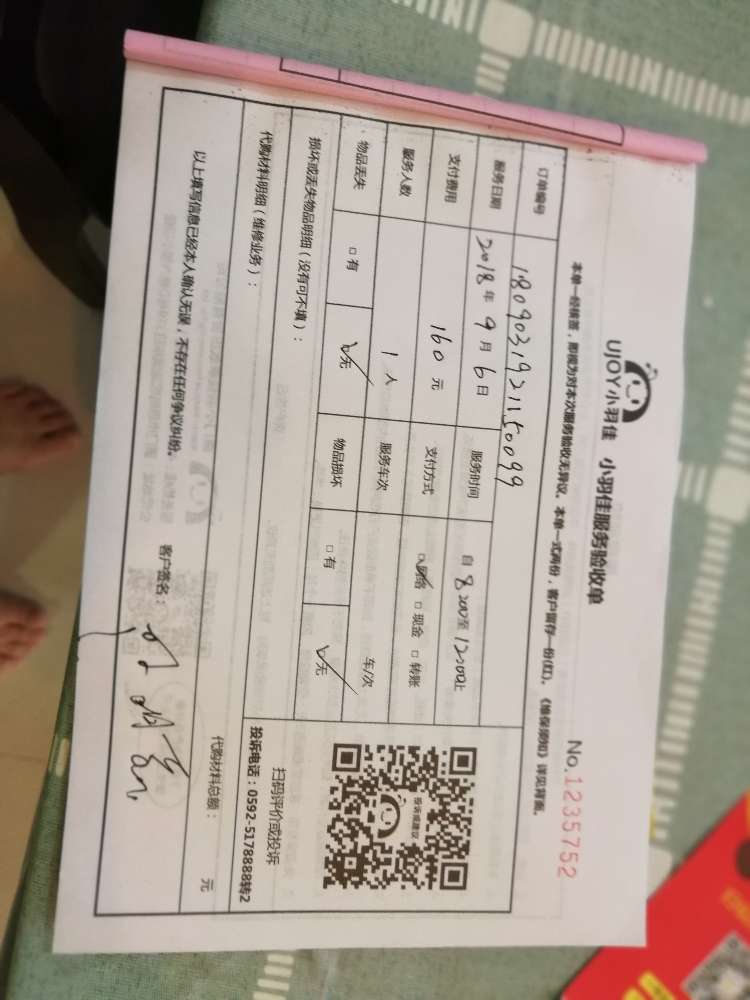 UJOY小羽佳 小羽佳服务验收单
No.1235752
本单一经核签，即视为对本次服务验收无异议。本单一式两份，客户留存一份(红)。《维保须知》详见背面。
订单编号 1809031921150099
服务日期 2018年9月6日 服务时间 自8:00至12:00止
支付费用 160元 支付方式 ☑网络 □现金 □转账
服务人数 1人 服务车次 车/次
物品丢失 □有 ☑无 物品损坏 □有 ☑无
损坏或丢失物品明细（没有可不填）：
投诉或建议
扫码评价或投诉
投诉电话：0592-5178888转2
代购材料明细（维修业务）：
代购材料总额： 元
以上填写信息已经本人确认无误，不存在任何争议纠纷。 客户签名：